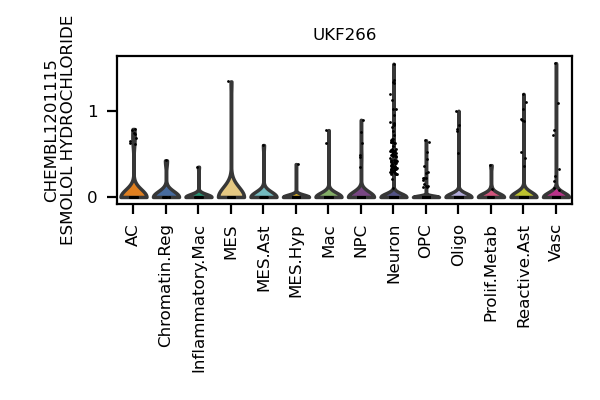 UKF266
CHEMBL1201115
ESMOLOL HYDROCHLORIDE
1
0
AC
Chromatin.Reg
Inflammatory.Mac
MES
MES.Ast
MES.Hyp
Mac
NPC
Neuron
OPC
Oligo
Prolif.Metab
Reactive.Ast
Vasc